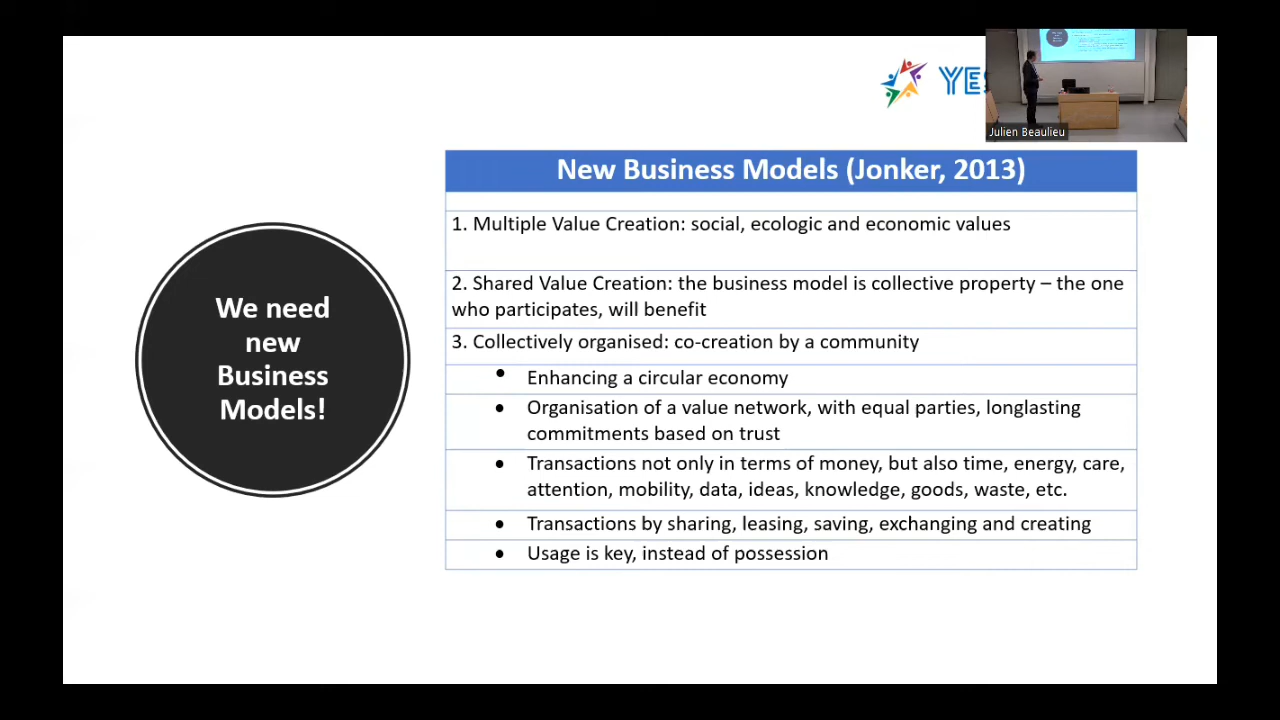 YES
Julien Beaulieu
New Business Models (Jonker, 2013)
1. Multiple Value Creation: social, ecologic and economic values
2. Shared Value Creation: the business model is collective property – the one
who participates, will benefit
3. Collectively organised: co-creation by a community
• Enhancing a circular economy
• Organisation of a value network, with equal parties, longlasting
commitments based on trust
• Transactions not only in terms of money, but also time, energy, care,
attention, mobility, data, ideas, knowledge, goods, waste, etc.
• Transactions by sharing, leasing, saving, exchanging and creating
• Usage is key, instead of possession
We need
new
Business
Models!